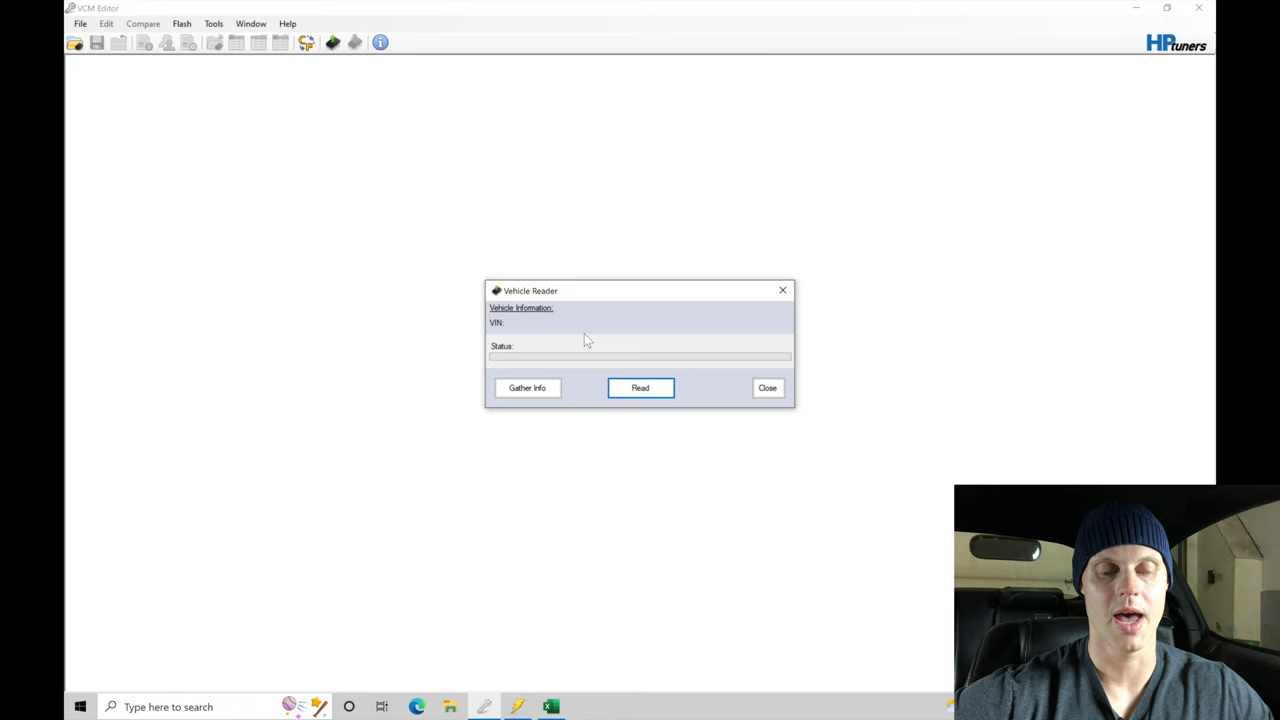 VCM Editor
File Edit Compare Flash Tools Window Help
HPtuners
Vehicle Reader
Vehicle Information:
VIN:
Status:
Gather Info Read Close
Type here to search